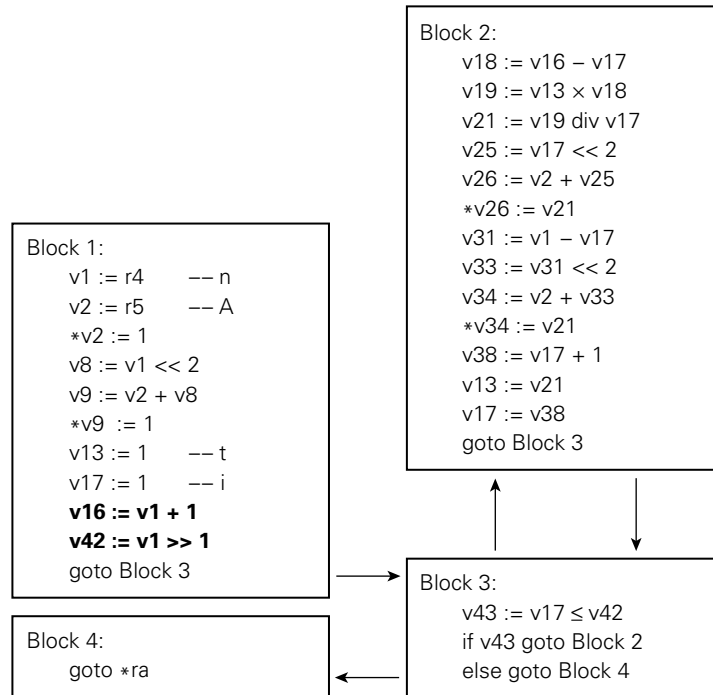 Block 1:
v1 := r4 –– n
v2 := r5 –– A
*v2 := 1
v8 := v1 << 2
v9 := v2 + v8
*v9 := 1
v13 := 1 –– t
v17 := 1 –– i
v16 := v1 + 1
v42 := v1 >> 1
goto Block 3
Block 2:
v18 := v16 – v17
v19 := v13 × v18
v21 := v19 div v17
v25 := v17 << 2
v26 := v2 + v25
*v26 := v21
v31 := v1 – v17
v33 := v31 << 2
v34 := v2 + v33
*v34 := v21
v38 := v17 + 1
v13 := v21
v17 := v38
goto Block 3
Block 3:
v43 := v17 ≤ v42
if v43 goto Block 2
else goto Block 4
Block 4:
goto *ra